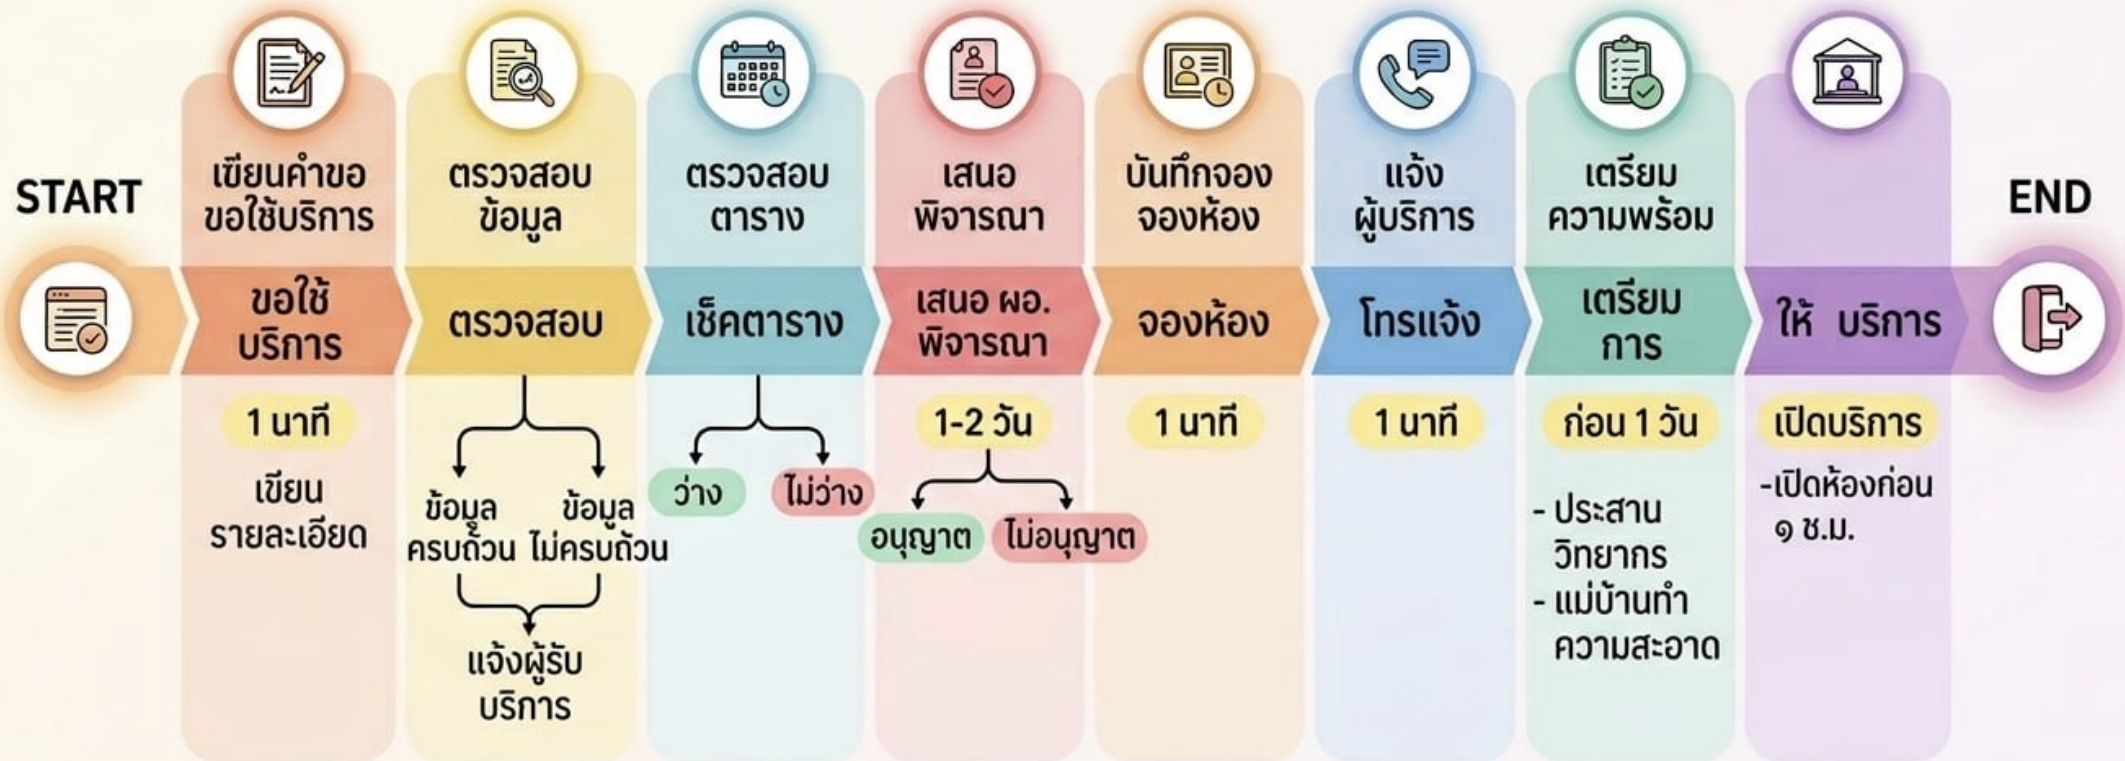 START
เขียนคำขอ
ขอใช้บริการ
ขอใช้
บริการ
1 นาที
เขียน
รายละเอียด
ตรวจสอบ
ข้อมูล
ตรวจสอบ
ข้อมูล
ครบถ้วน
ข้อมูล
ไม่ครบถ้วน
แจ้งผู้รับ
บริการ
ตรวจสอบ
ตาราง
เช็คตาราง
ว่าง
ไม่ว่าง
เสนอ
พิจารณา
เสนอ ผอ.
พิจารณา
1-2 วัน
อนุญาต
ไม่อนุญาต
บันทึกจอง
จองห้อง
จองห้อง
1 นาที
แจ้ง
ผู้บริการ
โทรแจ้ง
1 นาที
เตรียม
ความพร้อม
เตรียม
การ
ก่อน 1 วัน
- ประสาน
วิทยากร
- แม่บ้านทำ
ความสะอาด
ให้ บริการ
เปิดบริการ
-เปิดห้องก่อน
๑ ช.ม.
END